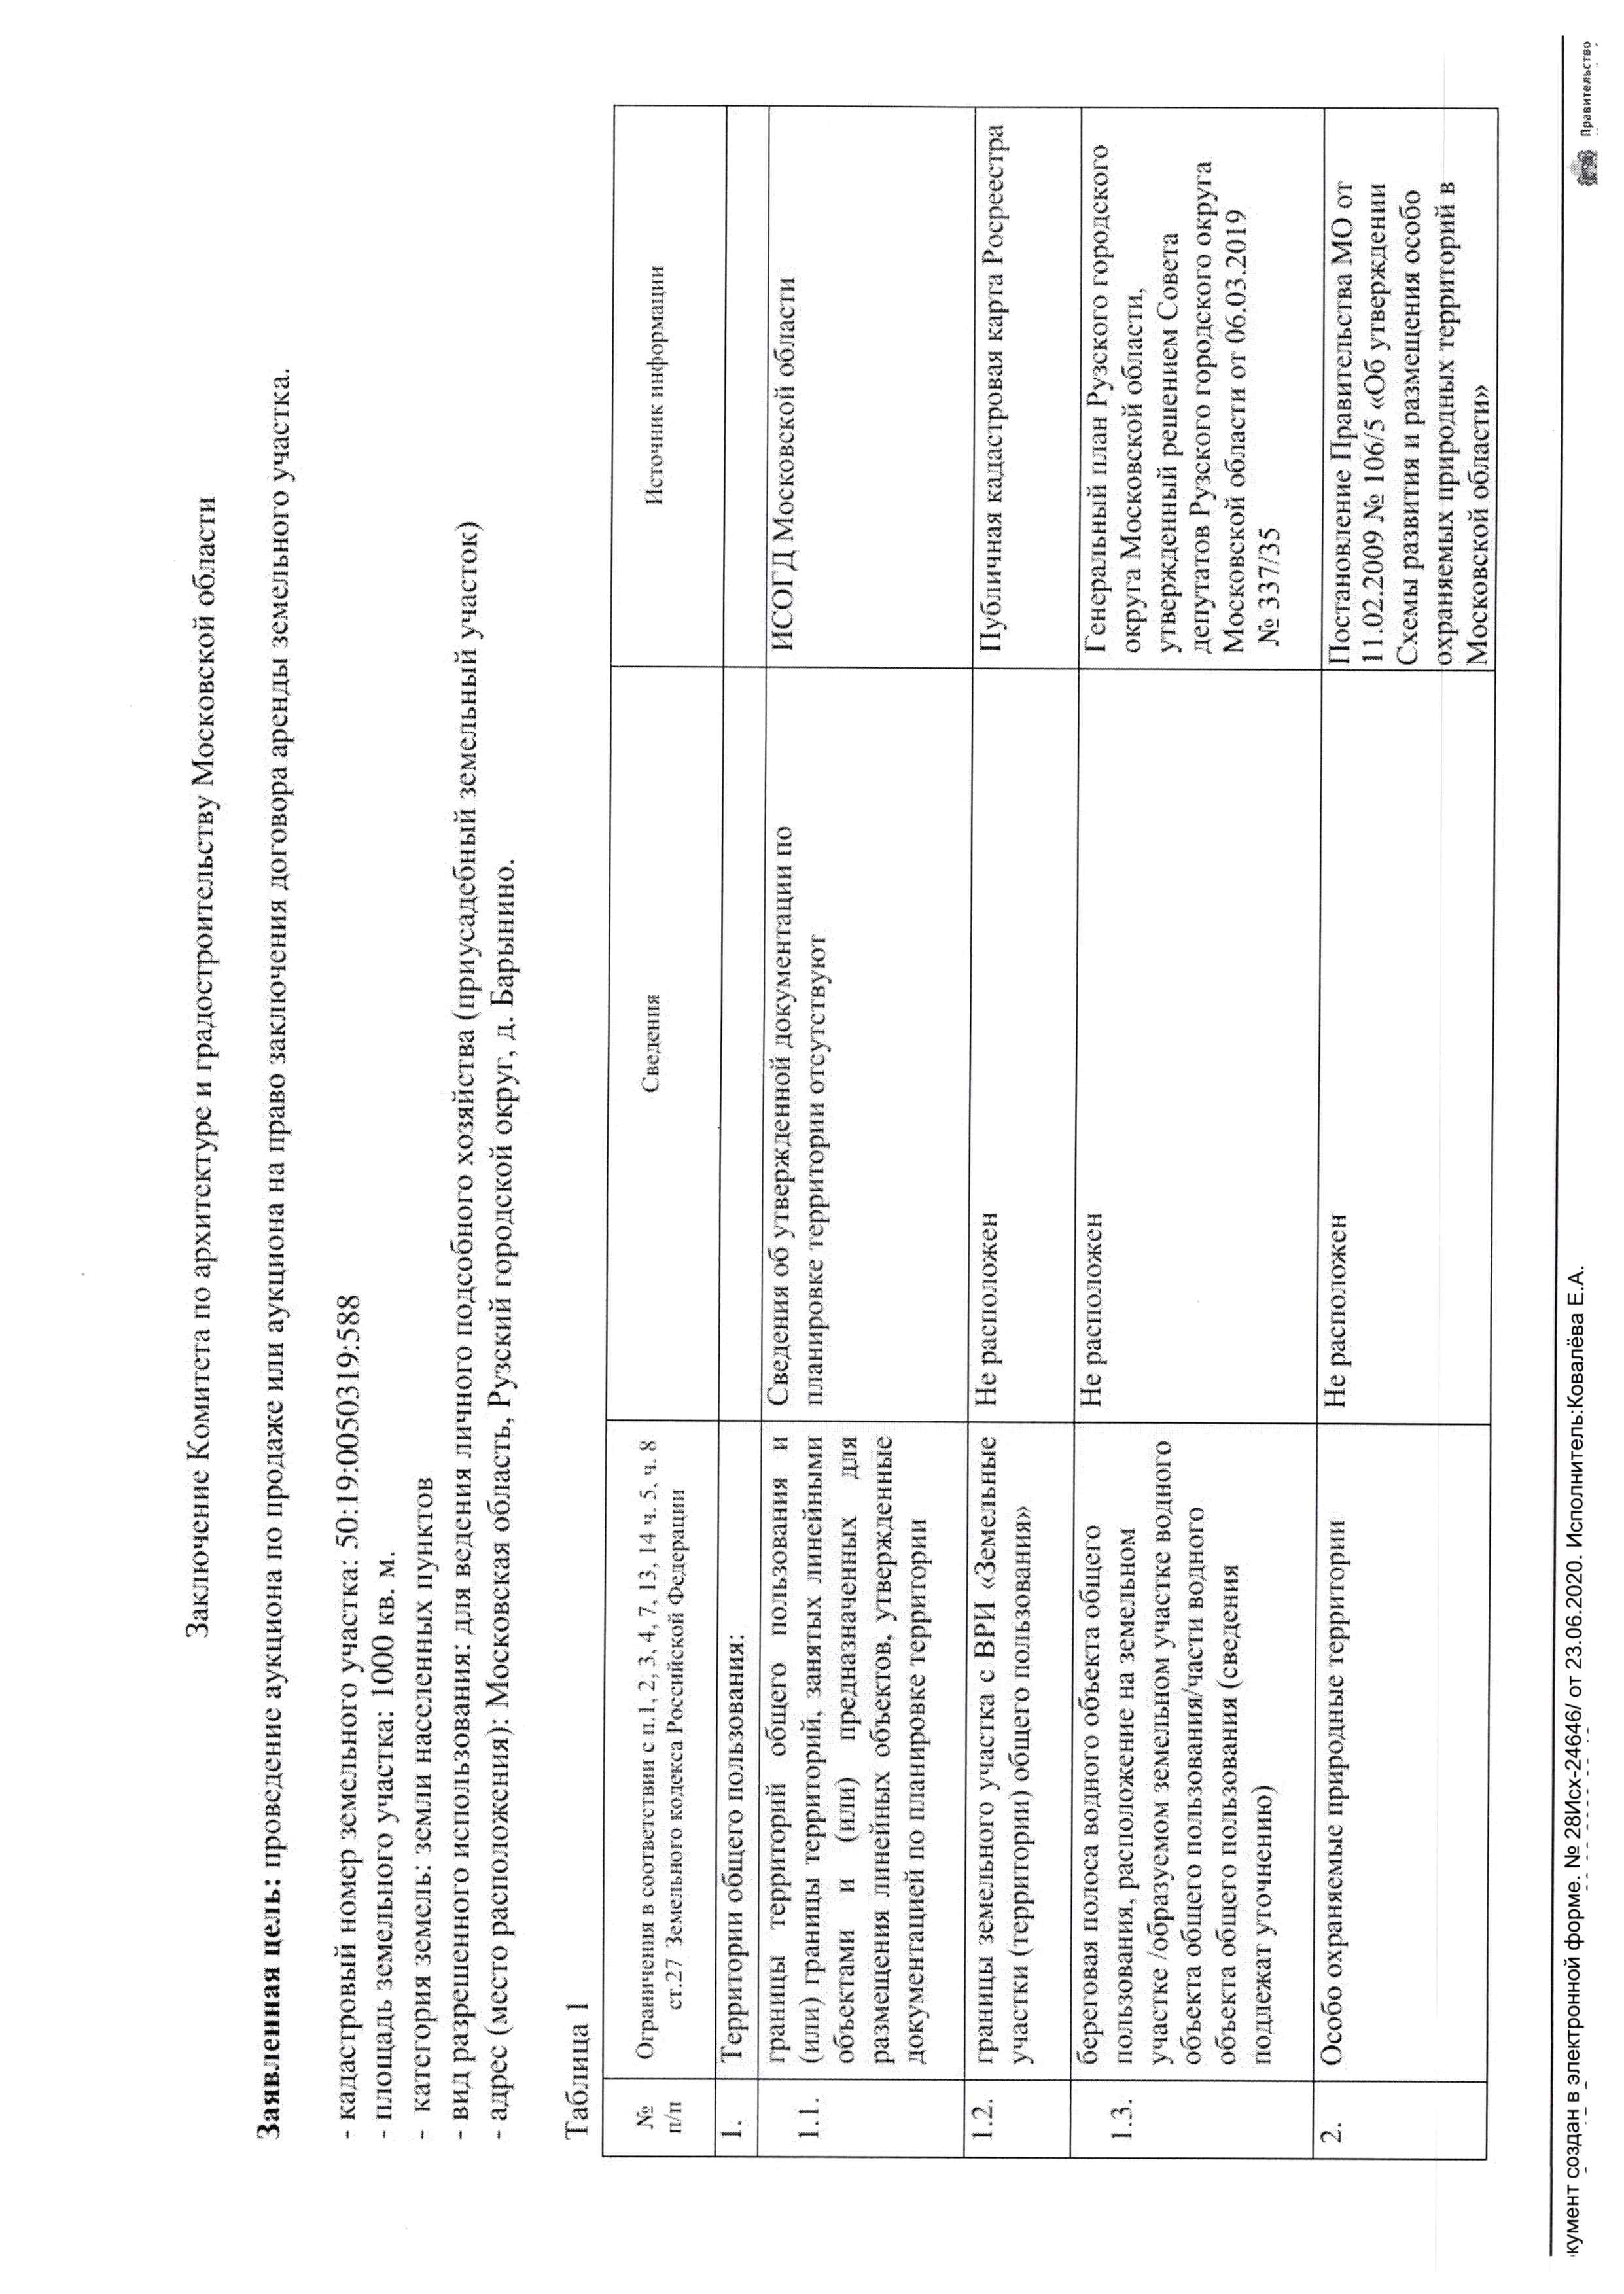 Заключение Комитета по архитектуре и градостроительству Московской области
Заявленная цель: проведение аукциона по продаже или аукциона на право заключения договора аренды земельного участка.
- кадастровый номер земельного участка: 50:19:0050319:588
- площадь земельного участка: 1000 кв. м.
- категория земель: земли населенных пунктов
- вид разрешенного использования: для ведения личного подсобного хозяйства (приусадебный земельный участок)
- адрес (место расположения): Московская область, Рузский городской округ, д. Барынино.
Таблица 1
№
п/п
Ограничения в соответствии с п.1, 2, 3, 4, 7, 13, 14 ч. 5, ч. 8
ст.27 Земельного кодекса Российской Федерации
Сведения
Источник информации
1.
Территории общего пользования:
1.1.
границы территорий общего пользования и
(или) границы территорий, занятых линейными
объектами и (или) предназначенных для
размещения линейных объектов, утвержденные
документацией по планировке территории
Сведения об утвержденной документации по
планировке территории отсутствуют
ИСОГД Московской области
1.2.
границы земельного участка с ВРИ «Земельные
участки (территории) общего пользования»
Не расположен
Публичная кадастровая карта Росреестра
1.3.
береговая полоса водного объекта общего
пользования, расположение на земельном
участке /образуемом земельном участке водного
объекта общего пользования/части водного
объекта общего пользования (сведения
подлежат уточнению)
Не расположен
Генеральный план Рузского городского
округа Московской области,
утвержденный решением Совета
депутатов Рузского городского округа
Московской области от 06.03.2019
№ 337/35
2.
Особо охраняемые природные территории
Не расположен
Постановление Правительства МО от
11.02.2009 № 106/5 «Об утверждении
Схемы развития и размещения особо
охраняемых природных территорий в
Московской области»
кумент создан в электронной форме. № 28Исх-24646/ от 23.06.2020. Исполнитель:Ковалёва Е.А.
Правительство